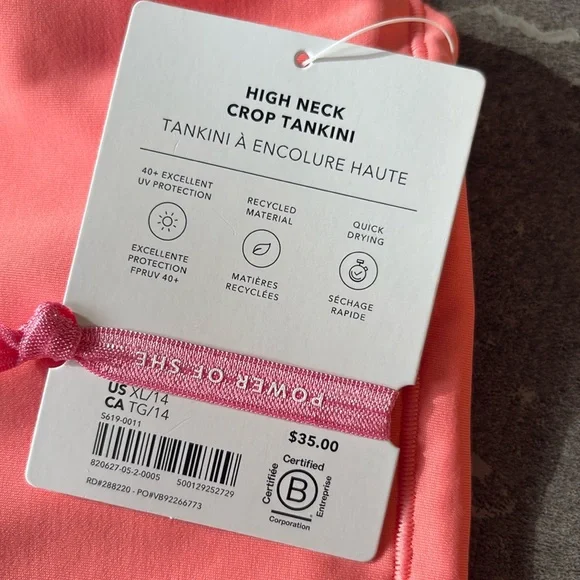 HIGH NECK
CROP TANKINI
TANKINI À ENCOLURE HAUTE
40+ EXCELLENT
UV PROTECTION
EXCELLENTE
PROTECTION
FPRUV 40+
RECYCLED
MATERIAL
MATIÈRES
RECYCLÉES
QUICK
DRYING
SÉCHAGE
RAPIDE
POWER OF SHE
US XL/14
CA TG/14
S619-0011
820627-05-2-0005 500129252729
RD#288220 - PO#VB92266773
$35.00
Certified
Certifiée
B
Entreprise
Corporation